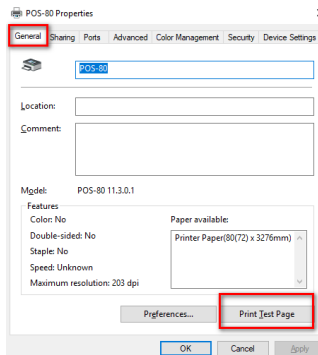 POS-80 Properties
General Sharing Ports Advanced Color Management Security Device Settings
POS-80
Location:
Comment:
Model: POS-80 11.3.0.1
Features
Color: No
Paper available:
Double-sided: No
Printer Paper(80(72) x 3276mm)
Staple: No
Speed: Unknown
Maximum resolution: 203 dpi
Preferences...
Print Test Page
OK
Cancel
Apply